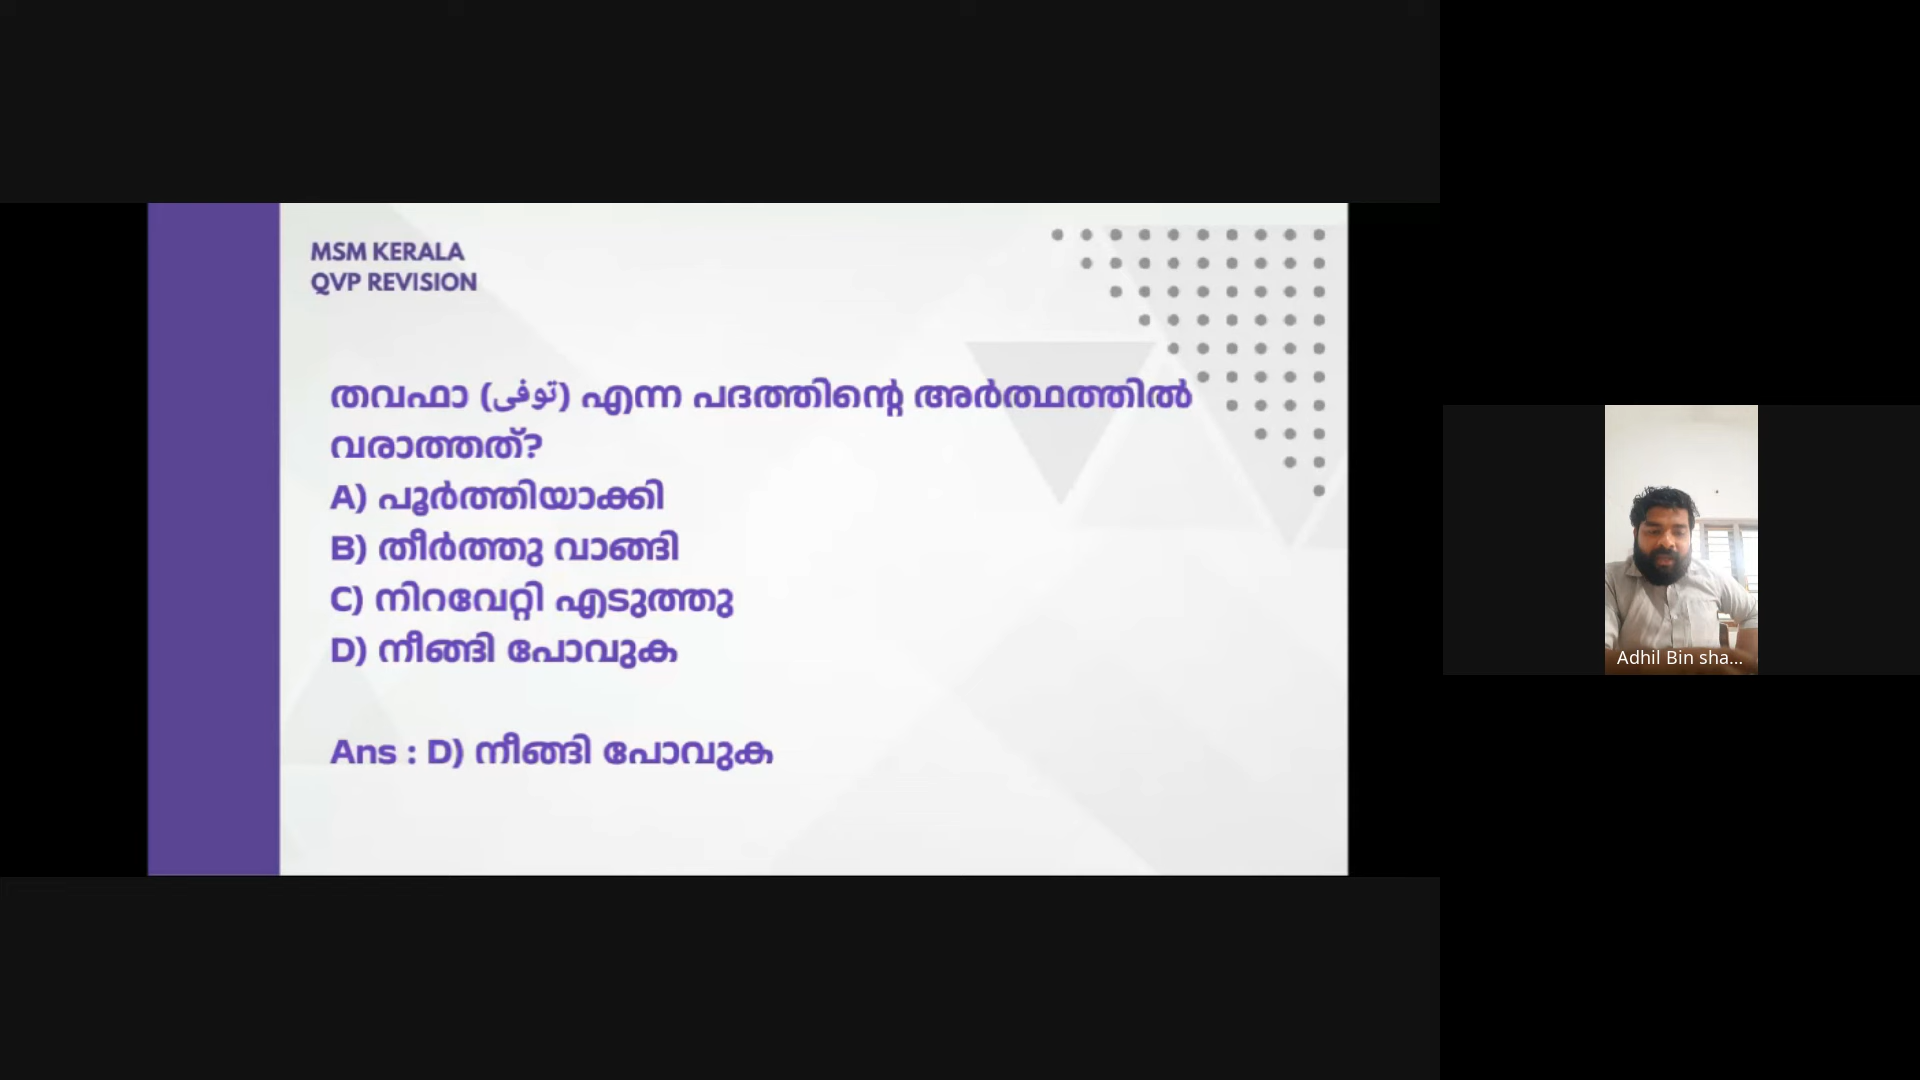 MSM KERALA
QVP REVISION
തവഫാ (توفى) എന്ന പദത്തിന്റെ അർത്ഥത്തിൽ
വരാത്തത്?
A) പൂർത്തിയാക്കി
B) തീർത്തു വാങ്ങി
C) നിറവേറ്റി എടുത്തു
D) നീങ്ങി പോവുക
Ans : D) നീങ്ങി പോവുക
Adhil Bin sha...